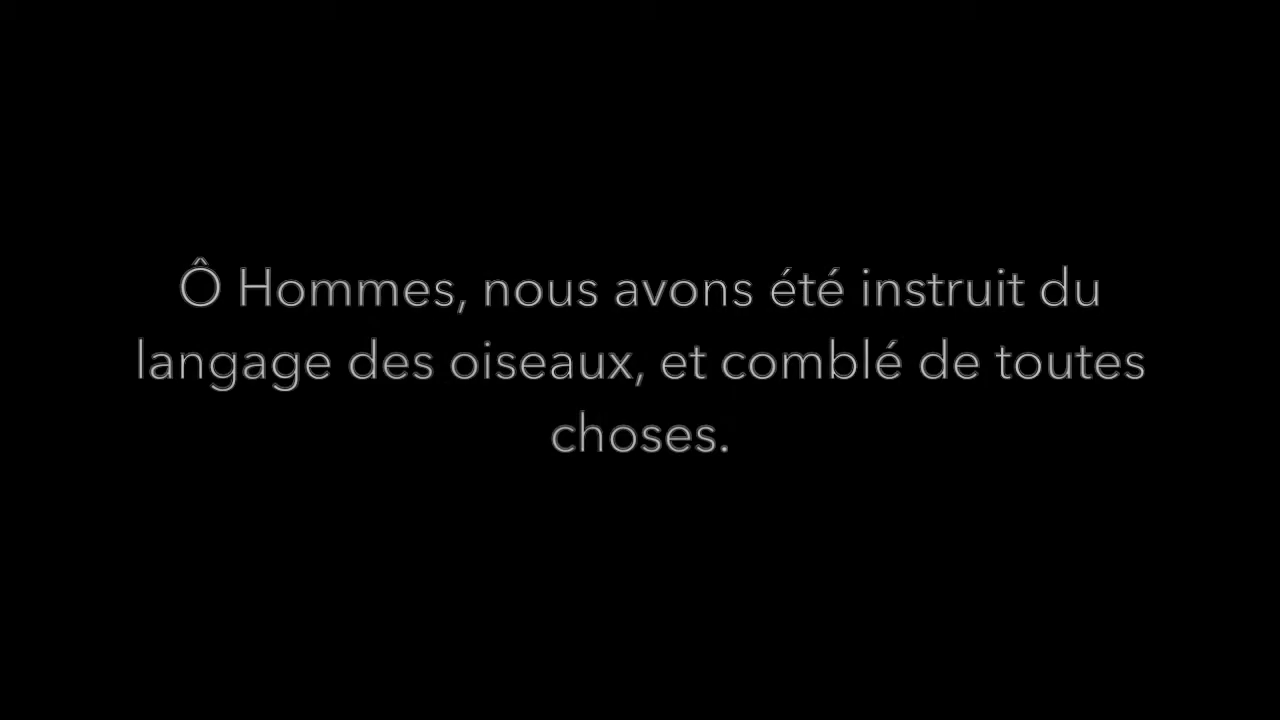 Ô Hommes, nous avons été instruit du
langage des oiseaux, et comblé de toutes
choses.